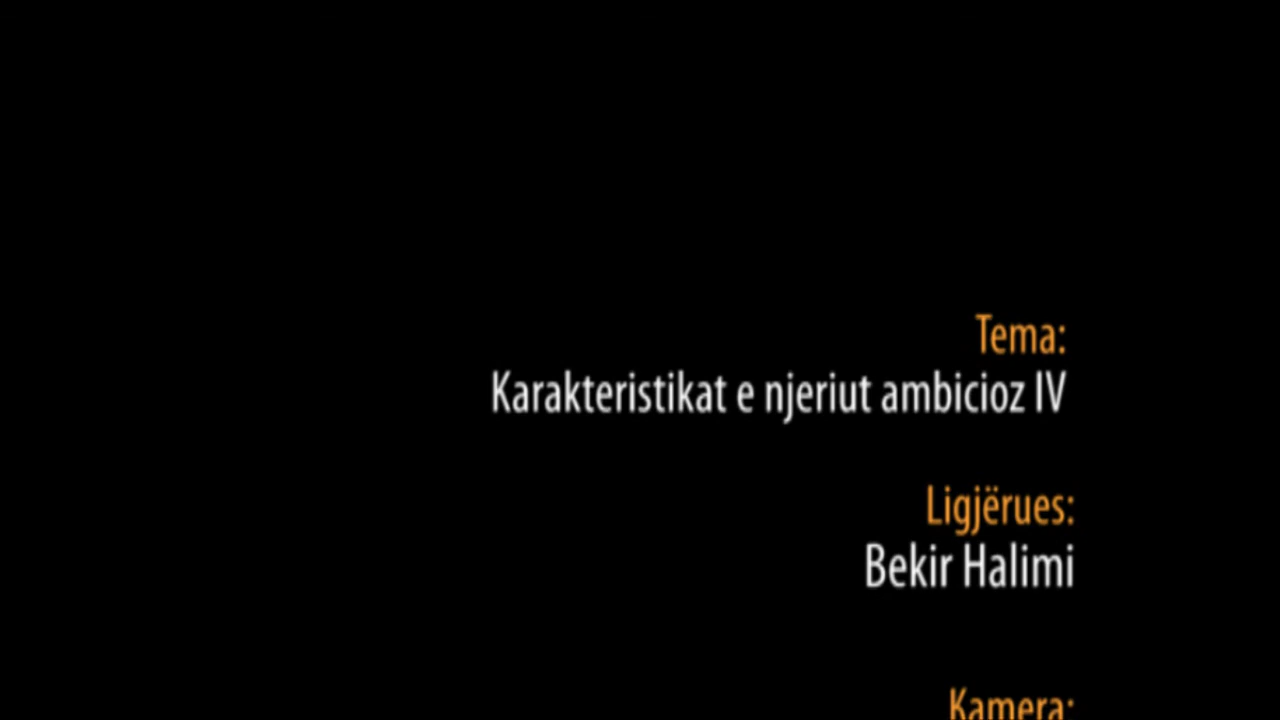 Tema:
Karakteristikat e njeriut ambicioz IV
Ligjërues:
Bekir Halimi
Kamera: